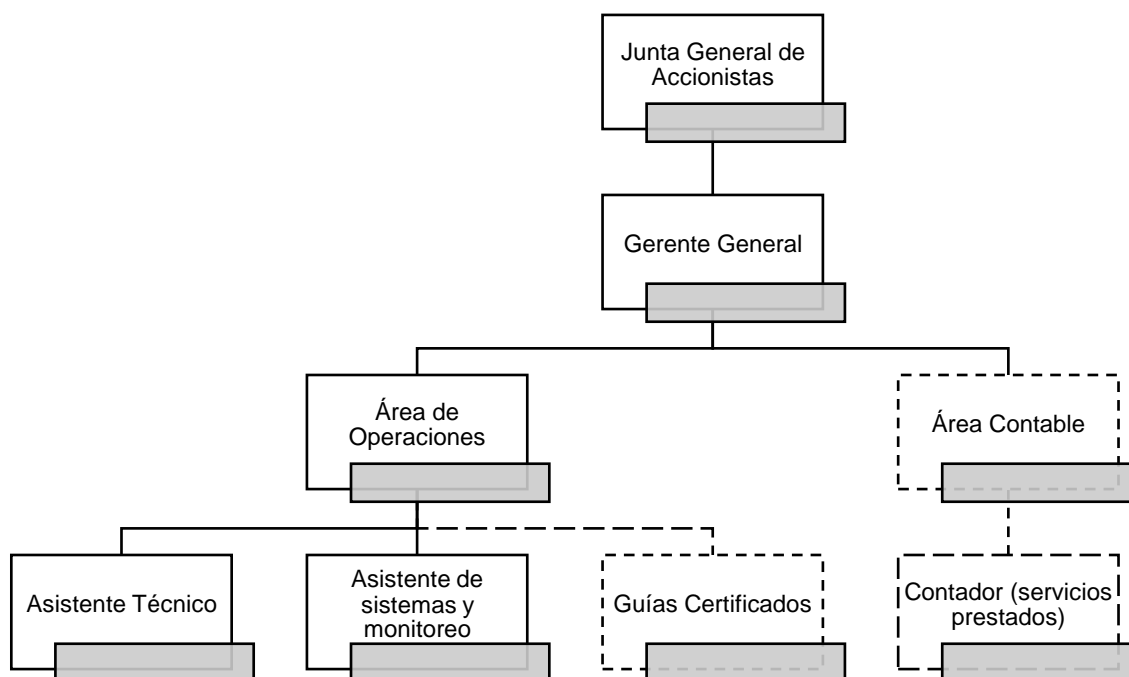 Junta General de
Accionistas
Gerente General
Área de
Operaciones
Área Contable
Asistente Técnico
Asistente de
sistemas y
monitoreo
Guías Certificados
Contador (servicios
prestados)